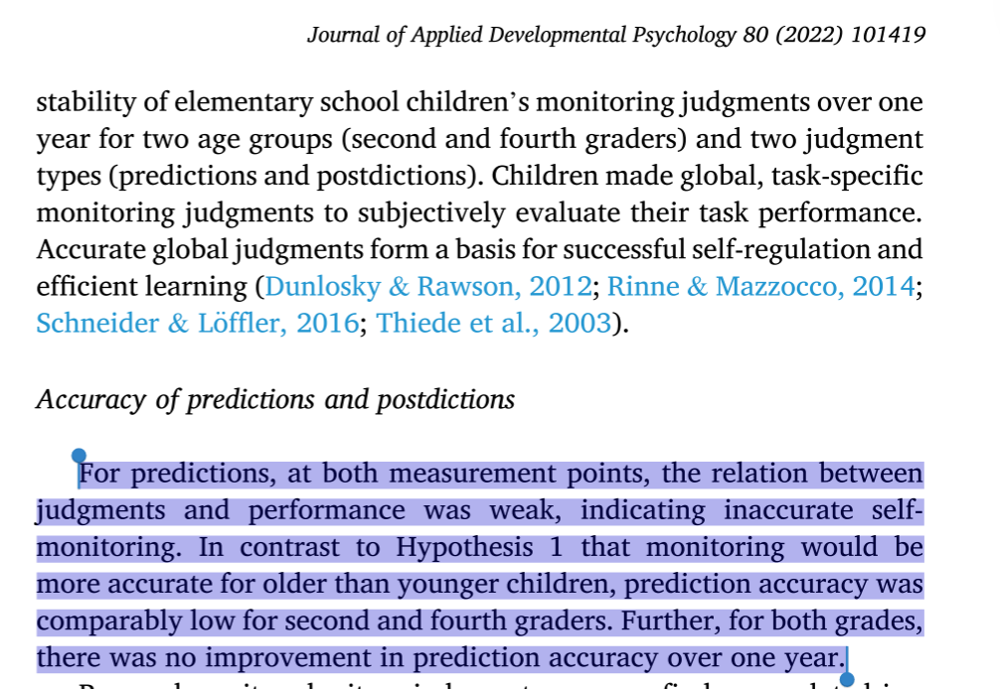 Journal of Applied Developmental Psychology 80 (2022) 101419
stability of elementary school children's monitoring judgments over one
year for two age groups (second and fourth graders) and two judgment
types (predictions and postdictions). Children made global, task-specific
monitoring judgments to subjectively evaluate their task performance.
Accurate global judgments form a basis for successful self-regulation and
efficient learning (Dunlosky & Rawson, 2012; Rinne & Mazzocco, 2014;
Schneider & Löffler, 2016; Thiede et al., 2003).
Accuracy of predictions and postdictions
For predictions, at both measurement points, the relation between
judgments and performance was weak, indicating inaccurate self-
monitoring. In contrast to Hypothesis 1 that monitoring would be
more accurate for older than younger children, prediction accuracy was
comparably low for second and fourth graders. Further, for both grades,
there was no improvement in prediction accuracy over one year.